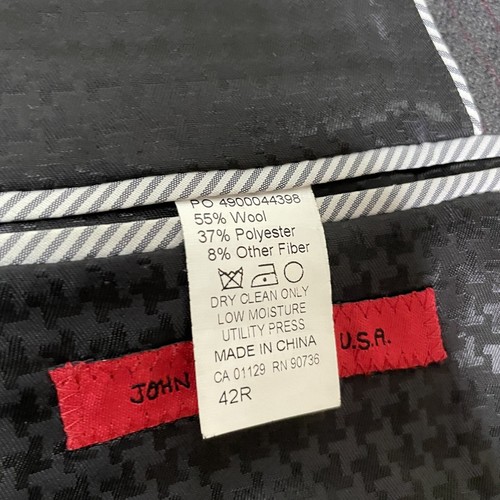 PO 4900044398
55% Wool
37% Polyester
8% Other Fiber
DRY CLEAN ONLY
LOW MOISTURE
UTILITY PRESS
MADE IN CHINA
CA 01129 RN 90736
42R
JOHN U.S.A.